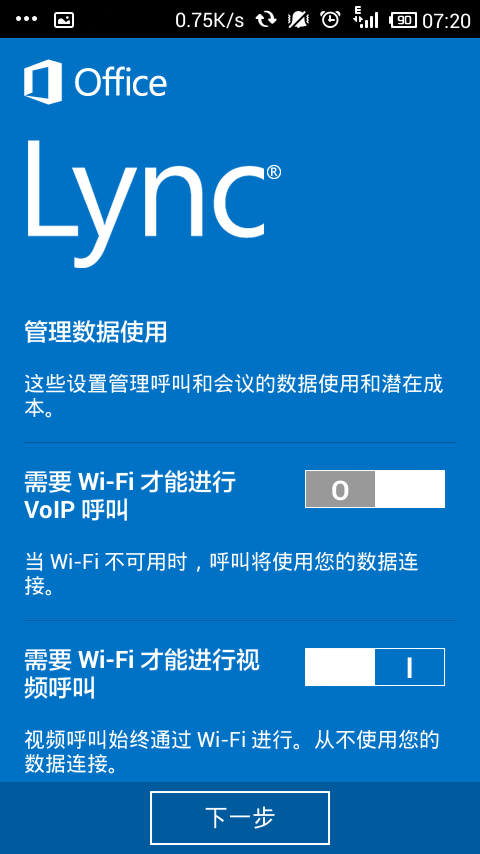 0.75K/s E 90 07:20
Office
Lync®
管理数据使用
这些设置管理呼叫和会议的数据使用和潜在成
本。
需要 Wi-Fi 才能进行
VoIP 呼叫
O
当 Wi-Fi 不可用时，呼叫将使用您的数据连
接。
需要 Wi-Fi 才能进行视
频呼叫
I
视频呼叫始终通过 Wi-Fi 进行。从不使用您的
数据连接。
下一步